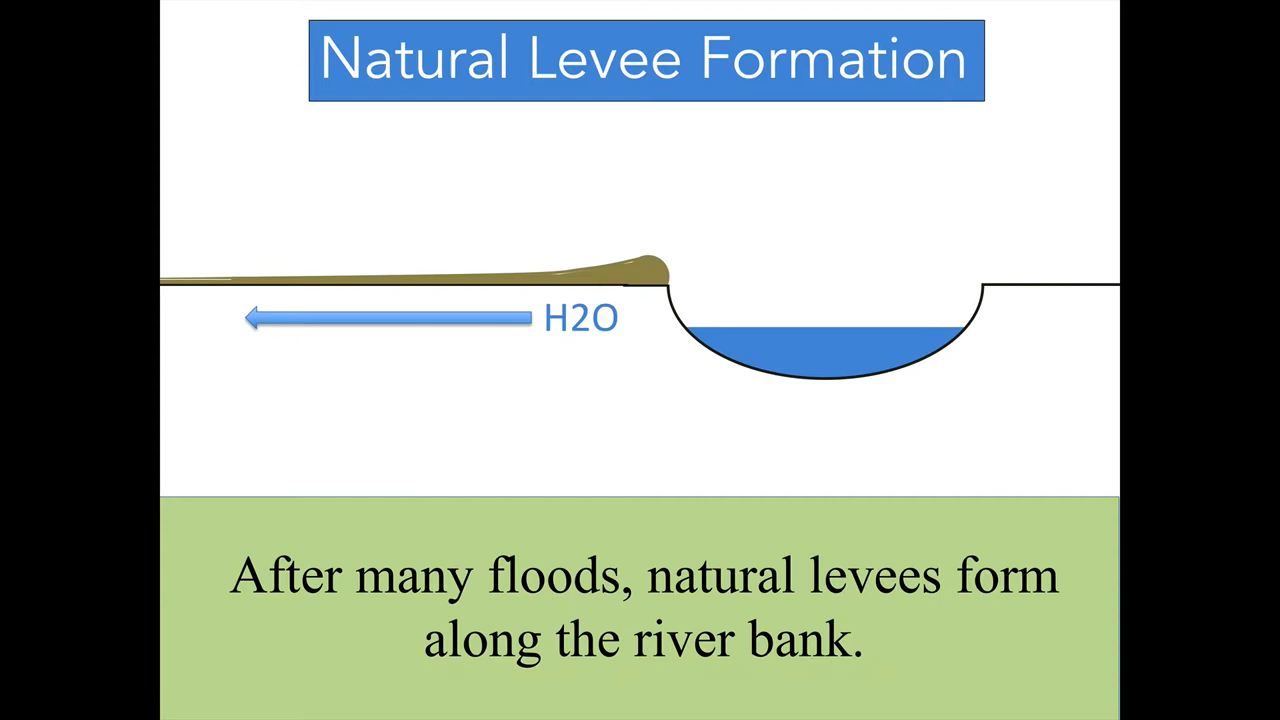 Natural Levee Formation
H2O
After many floods, natural levees form
along the river bank.